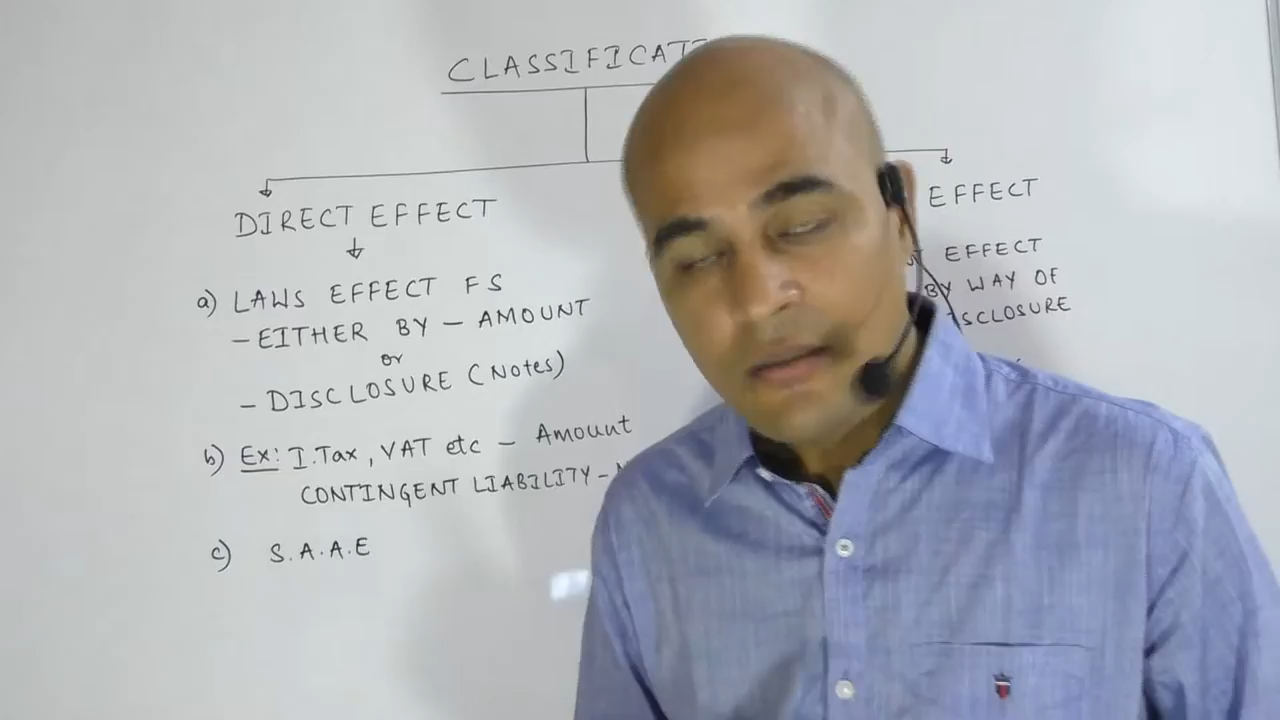 CLASSIFICAT
DIRECT EFFECT
a) LAWS EFFECT FS
- EITHER BY - AMOUNT
or
- DISCLOSURE (Notes)
b) Ex: I.Tax, VAT etc - Amount
CONTINGENT LIABILITY -
c) S.A.A.E
EFFECT
EFFECT
BY WAY OF
SCLOSURE